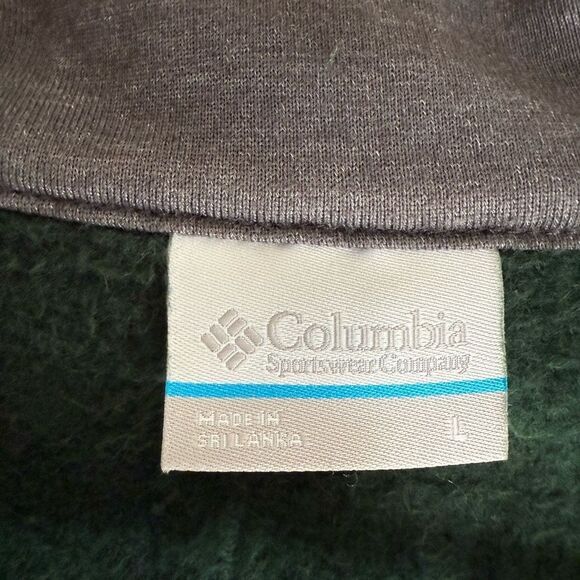 Columbia
Sportswear Company
MADE IN
SRI LANKA
L